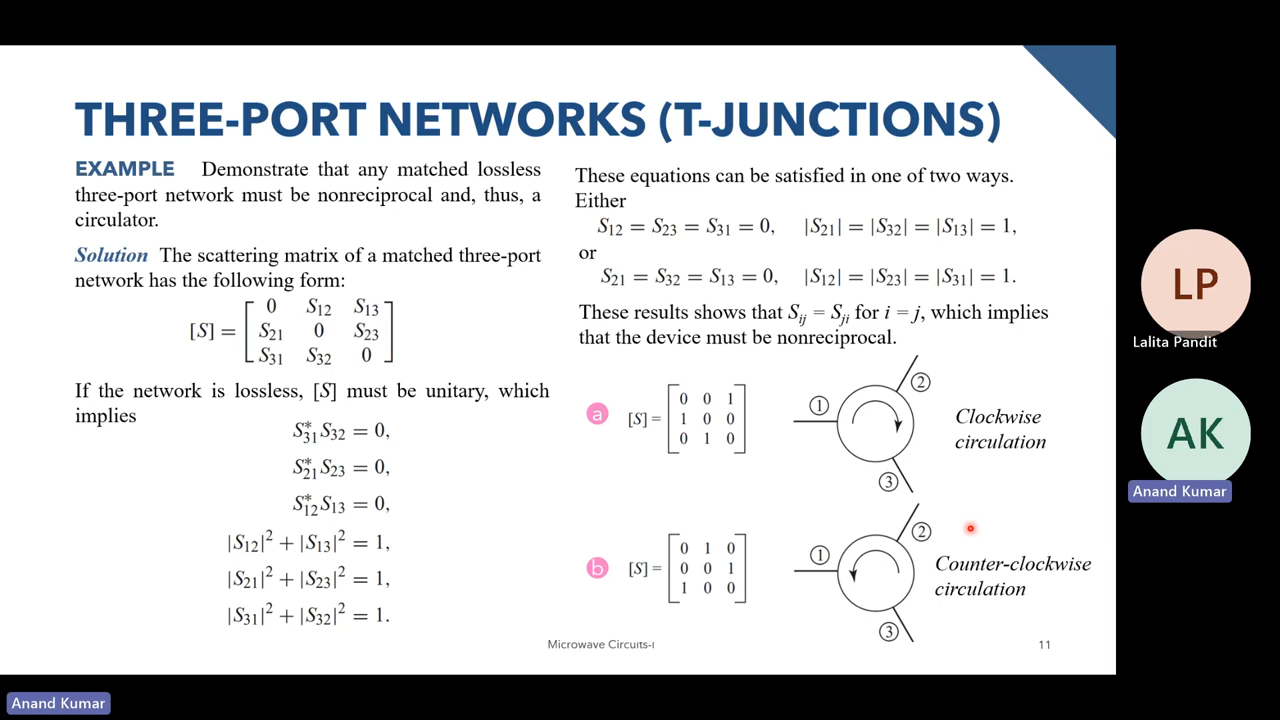 THREE-PORT NETWORKS (T-JUNCTIONS)
EXAMPLE Demonstrate that any matched lossless
three-port network must be nonreciprocal and, thus, a
circulator.
Solution The scattering matrix of a matched three-port
network has the following form:
[S] = [ 0 S12 S13
S21 0 S23
S31 S32 0 ]
If the network is lossless, [S] must be unitary, which
implies
S*31 S32 = 0,
S*21 S23 = 0,
S*12 S13 = 0,
|S12|² + |S13|² = 1,
|S21|² + |S23|² = 1,
|S31|² + |S32|² = 1.
These equations can be satisfied in one of two ways.
Either
S12 = S23 = S31 = 0, |S21| = |S32| = |S13| = 1,
or
S21 = S32 = S13 = 0, |S12| = |S23| = |S31| = 1.
These results shows that Sij = Sji for i = j, which implies
that the device must be nonreciprocal.
a
[S] = [ 0 0 1
1 0 0
0 1 0 ]
①
②
③
Clockwise
circulation
b
[S] = [ 0 1 0
0 0 1
1 0 0 ]
①
②
③
Counter-clockwise
circulation
Microwave Circuits-I
11
LP
Lalita Pandit
AK
Anand Kumar
Anand Kumar